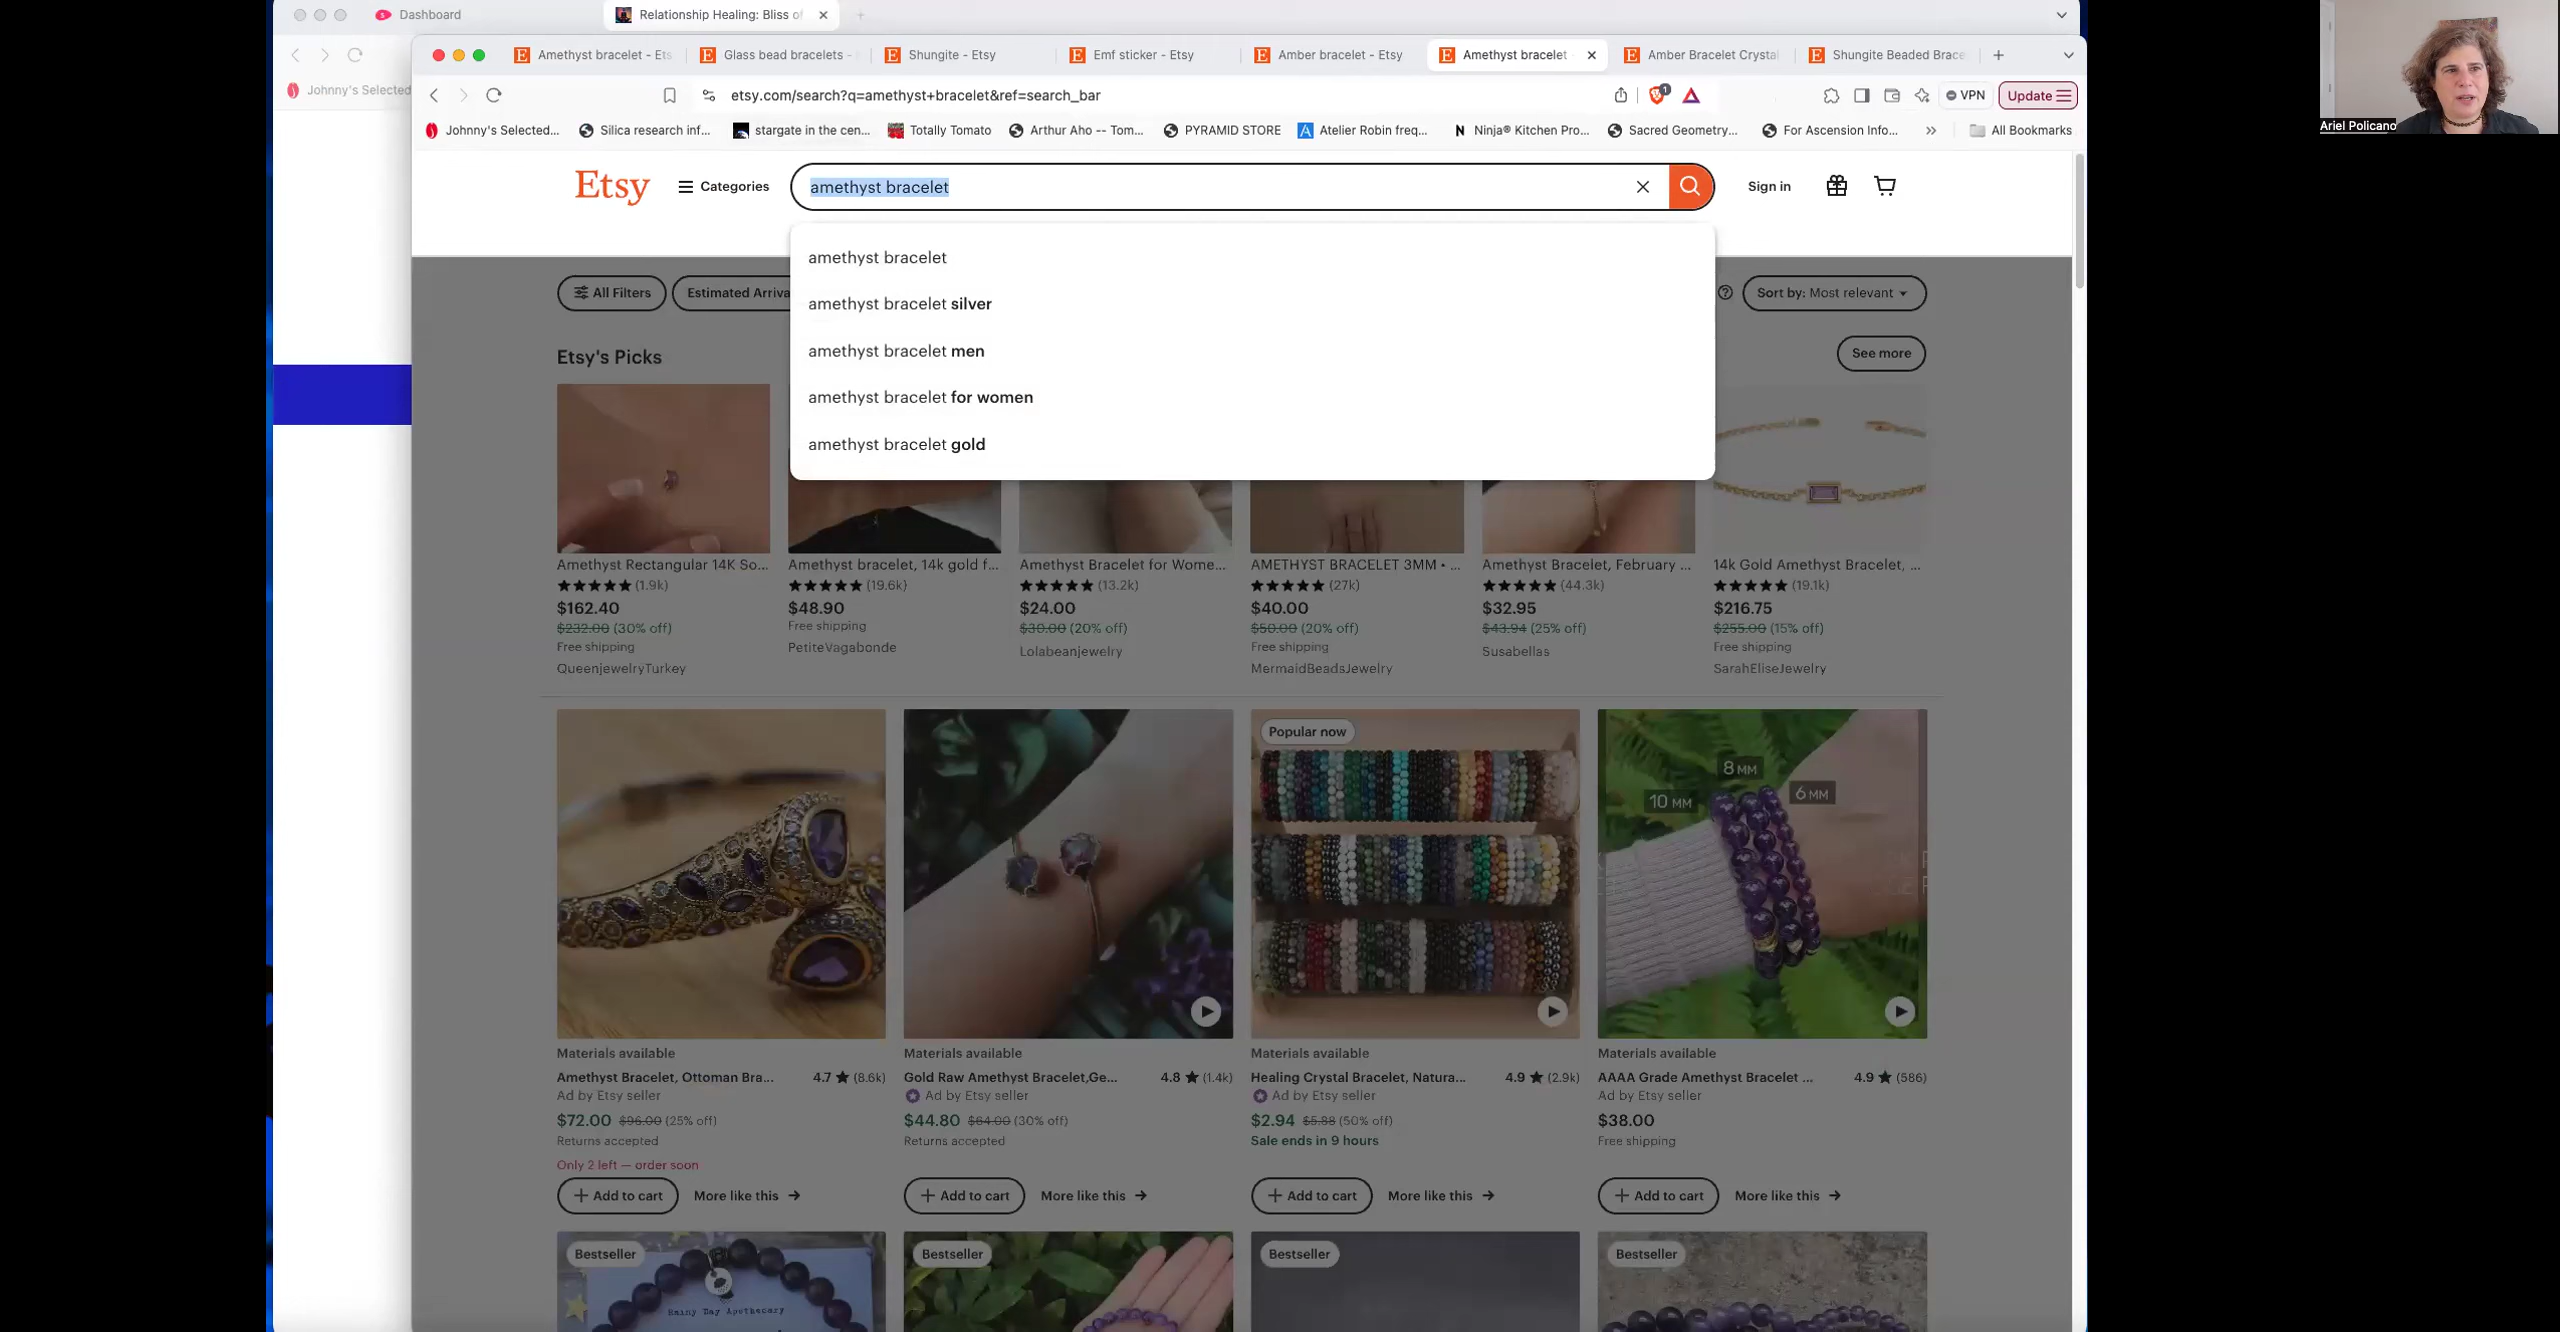 Dashboard
Relationship Healing: Bliss of
Ariel Policano
Amethyst bracelet - Ets
Glass bead bracelets -
Shungite - Etsy
Emf sticker - Etsy
Amber bracelet - Etsy
Amethyst bracelet
Amber Bracelet Crystal
Shungite Beaded Brace
etsy.com/search?q=amethyst+bracelet&ref=search_bar
1
VPN
Update
Johnny's Selected
Johnny's Selected...
Silica research inf...
stargate in the cen...
Totally Tomato
Arthur Aho -- Tom...
PYRAMID STORE
Atelier Robin freq...
Ninja® Kitchen Pro...
Sacred Geometry...
For Ascension Info...
All Bookmarks
Etsy
Categories
amethyst bracelet
Sign in
amethyst bracelet
amethyst bracelet silver
amethyst bracelet men
amethyst bracelet for women
amethyst bracelet gold
All Filters
Estimated Arriva
Sort by: Most relevant
Etsy's Picks
See more
Amethyst Rectangular 14K So...
(1.9k)
$162.40
$232.00 (30% off)
Free shipping
QueenjewelryTurkey
Amethyst bracelet, 14k gold f...
(19.6k)
$48.90
Free shipping
PetiteVagabonde
Amethyst Bracelet for Wome...
(13.2k)
$24.00
$30.00 (20% off)
Lolabeanjewelry
AMETHYST BRACELET 3MM • ...
(27k)
$40.00
$50.00 (20% off)
Free shipping
MermaidBeadsJewelry
Amethyst Bracelet, February ...
(44.3k)
$32.95
$43.94 (25% off)
Susabellas
14k Gold Amethyst Bracelet, ...
(19.1k)
$216.75
$255.00 (15% off)
Free shipping
SarahEliseJewelry
Popular now
8 MM
10 MM
6 MM
Materials available
Amethyst Bracelet, Ottoman Bra...
4.7 (8.6k)
Ad by Etsy seller
$72.00 $96.00 (25% off)
Returns accepted
Only 2 left — order soon
Add to cart
More like this
Materials available
Gold Raw Amethyst Bracelet,Ge...
4.8 (1.4k)
Ad by Etsy seller
$44.80 $64.00 (30% off)
Returns accepted
Add to cart
More like this
Materials available
Healing Crystal Bracelet, Natura...
4.9 (2.9k)
Ad by Etsy seller
$2.94 $5.88 (50% off)
Sale ends in 9 hours
Add to cart
More like this
Materials available
AAAA Grade Amethyst Bracelet ...
4.9 (586)
Ad by Etsy seller
$38.00
Free shipping
Add to cart
More like this
Bestseller
Rainy Day Apothecary
Bestseller
Bestseller
Bestseller